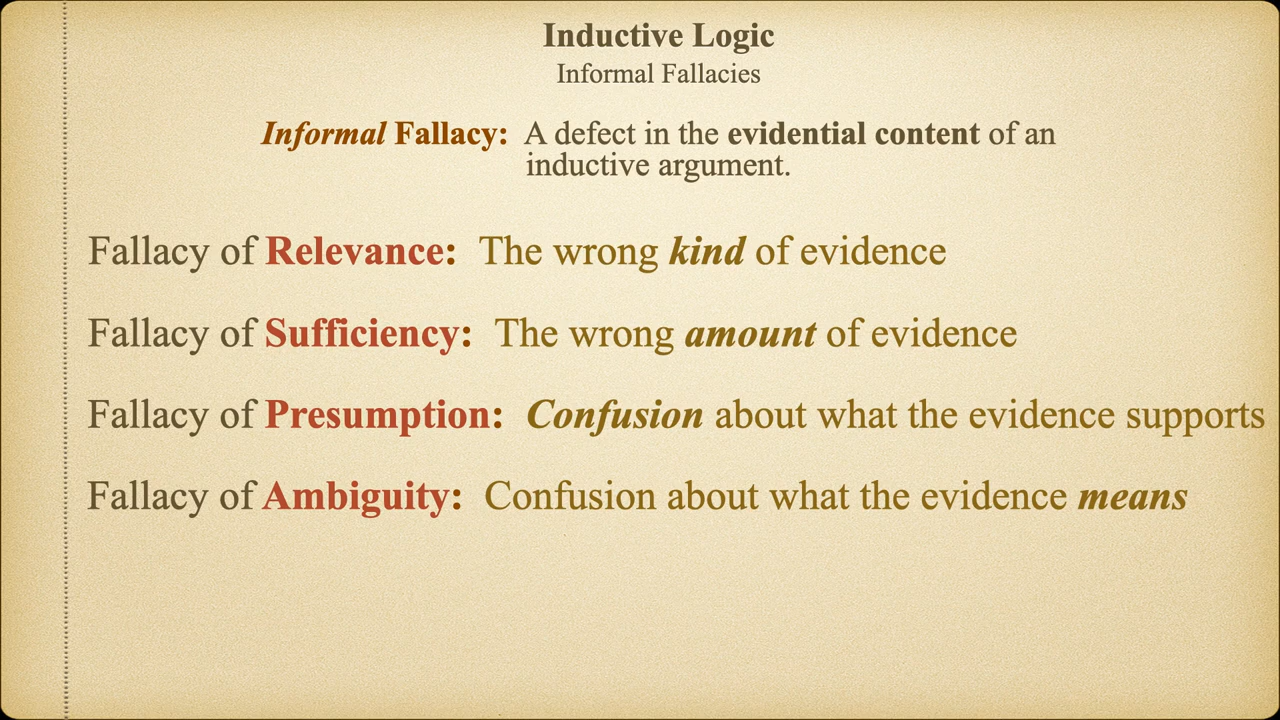 Inductive Logic
Informal Fallacies
Informal Fallacy: A defect in the evidential content of an
inductive argument.
Fallacy of Relevance: The wrong kind of evidence
Fallacy of Sufficiency: The wrong amount of evidence
Fallacy of Presumption: Confusion about what the evidence supports
Fallacy of Ambiguity: Confusion about what the evidence means